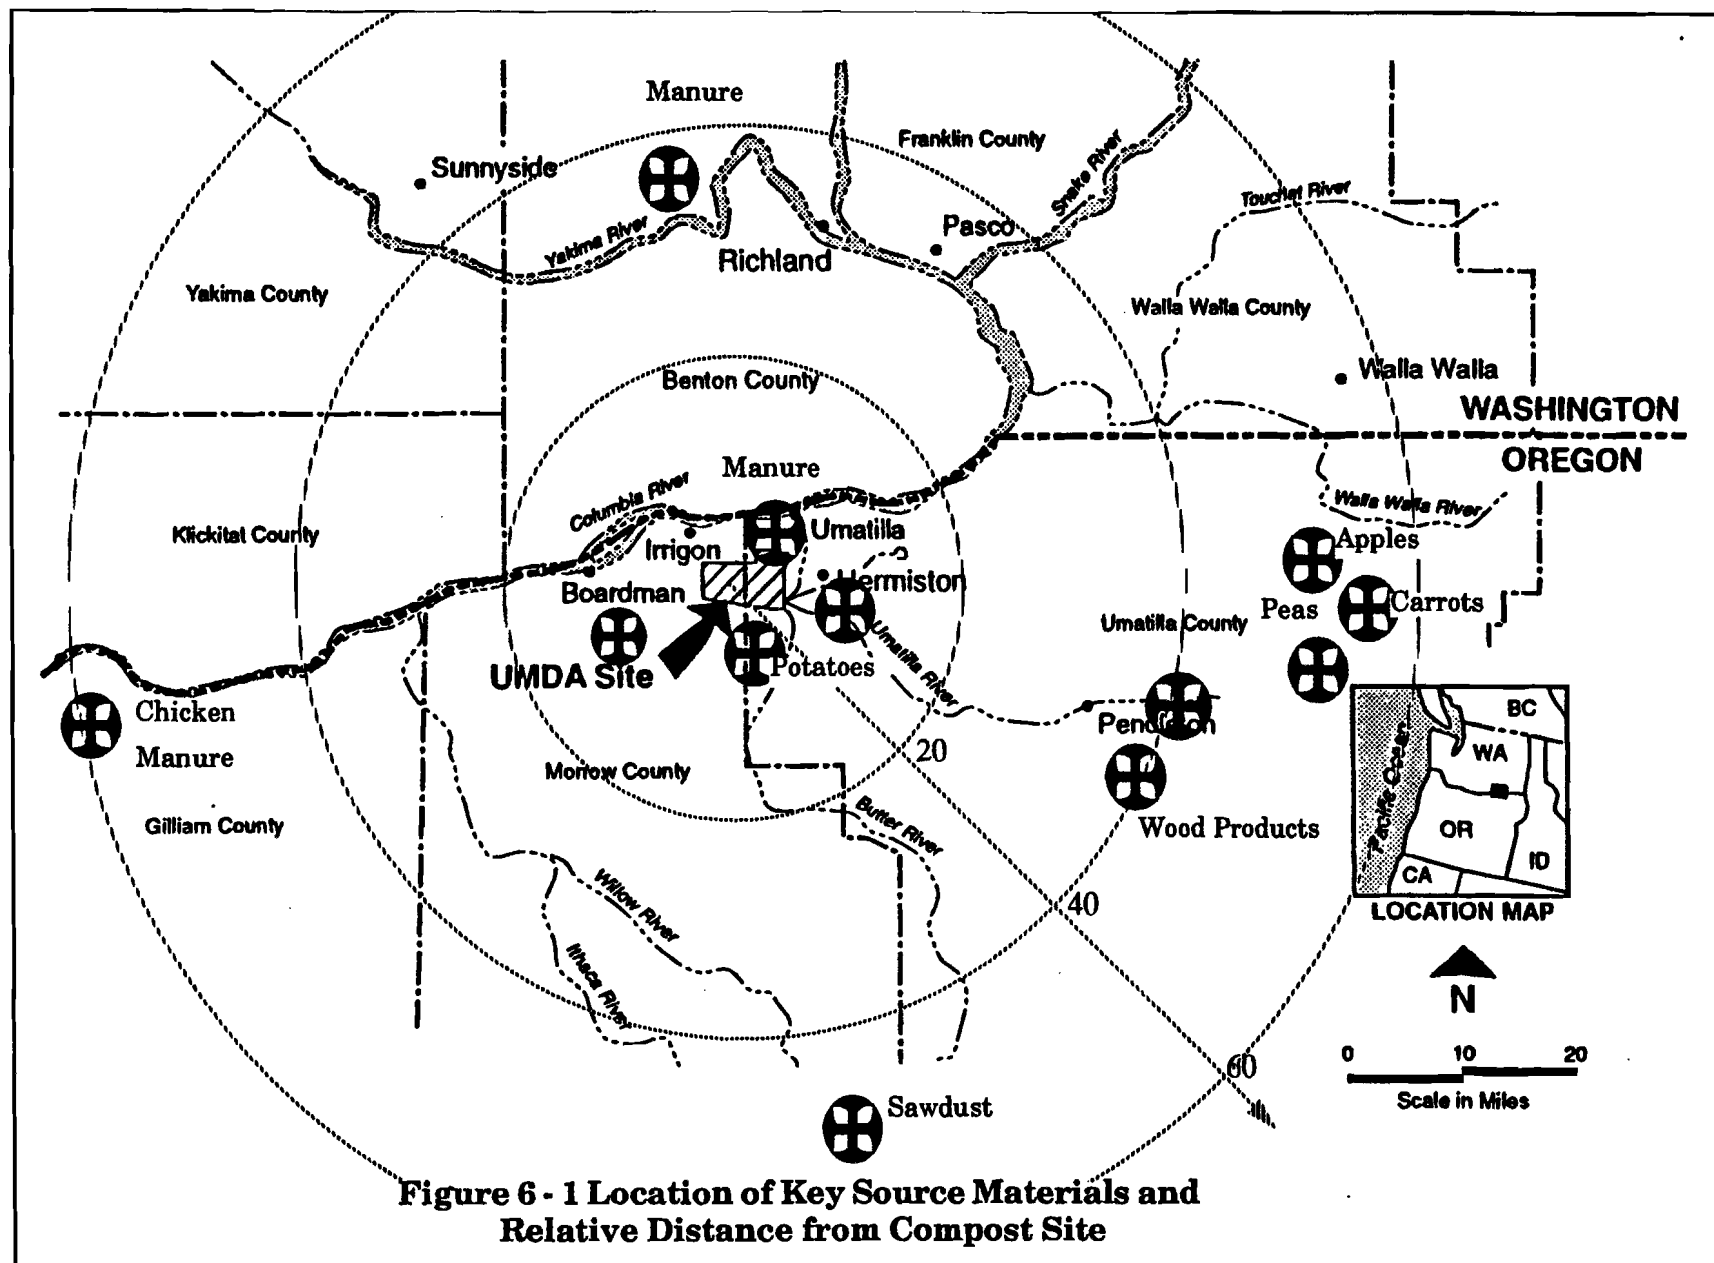 Manure
Franklin County
Snake River
Sunnyside
Touchet River
Pasco
Yakima River
Richland
Yakima County
Walla Walla County
Walla Walla
Benton County
WASHINGTON
OREGON
Manure
Columbia River
Walla Walla River
Klickitat County
Umatilla
Apples
Irrigon
Hermiston
Boardman
Peas
Carrots
Umatilla County
Umatilla River
Potatoes
UMDA Site
Chicken
Manure
Pendleton
20
Morrow County
Gilliam County
Butter River
Wood Products
Willow River
Ithaca River
40
BC
WA
Pacific Ocean
OR
ID
CA
LOCATION MAP
N
60
0 10 20
Scale in Miles
Sawdust
Figure 6 - 1 Location of Key Source Materials and
Relative Distance from Compost Site